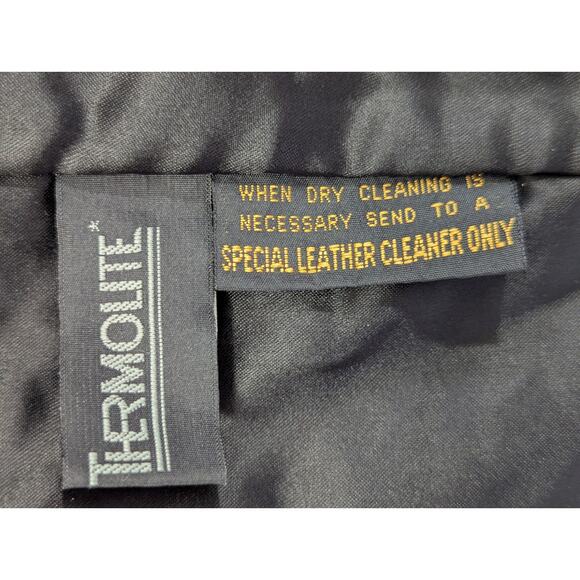 THERMOLITE*
WHEN DRY CLEANING IS
NECESSARY SEND TO A
SPECIAL LEATHER CLEANER ONLY